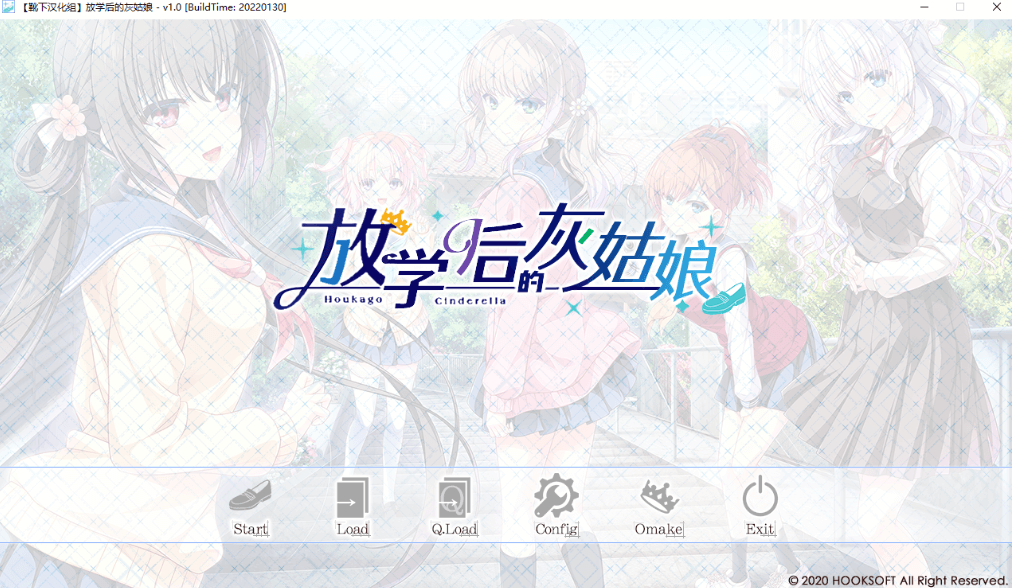 【靴下汉化组】放学后的灰姑娘 - v1.0 [BuildTime: 20220130]
放学后的灰姑娘
Houkago Cinderella
Start Load Q.Load Config Omake Exit
© 2020 HOOKSOFT All Right Reserved.